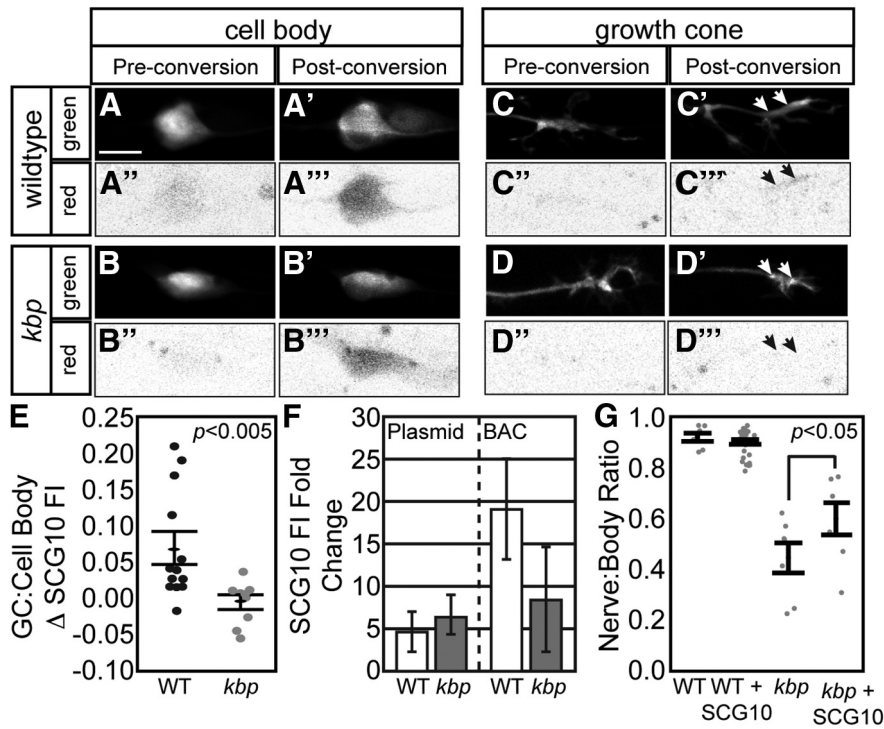 cell body
growth cone
Pre-conversion
Post-conversion
Pre-conversion
Post-conversion
wildtype
green
A
A’
C
C’
red
A’’
A’’’
C’’
C’’’
kbp
green
B
B’
D
D’
red
B’’
B’’’
D’’
D’’’
E
GC:Cell Body
Δ SCG10 FI
0.25
0.20
0.15
0.10
0.05
0.00
-0.05
-0.10
p<0.005
WT
kbp
F
SCG10 FI Fold
Change
30
25
20
15
10
5
0
Plasmid
BAC
WT kbp
WT kbp
G
Nerve:Body Ratio
1.0
0.8
0.6
0.4
0.2
0.0
p<0.05
WT
WT +
SCG10
kbp
kbp +
SCG10